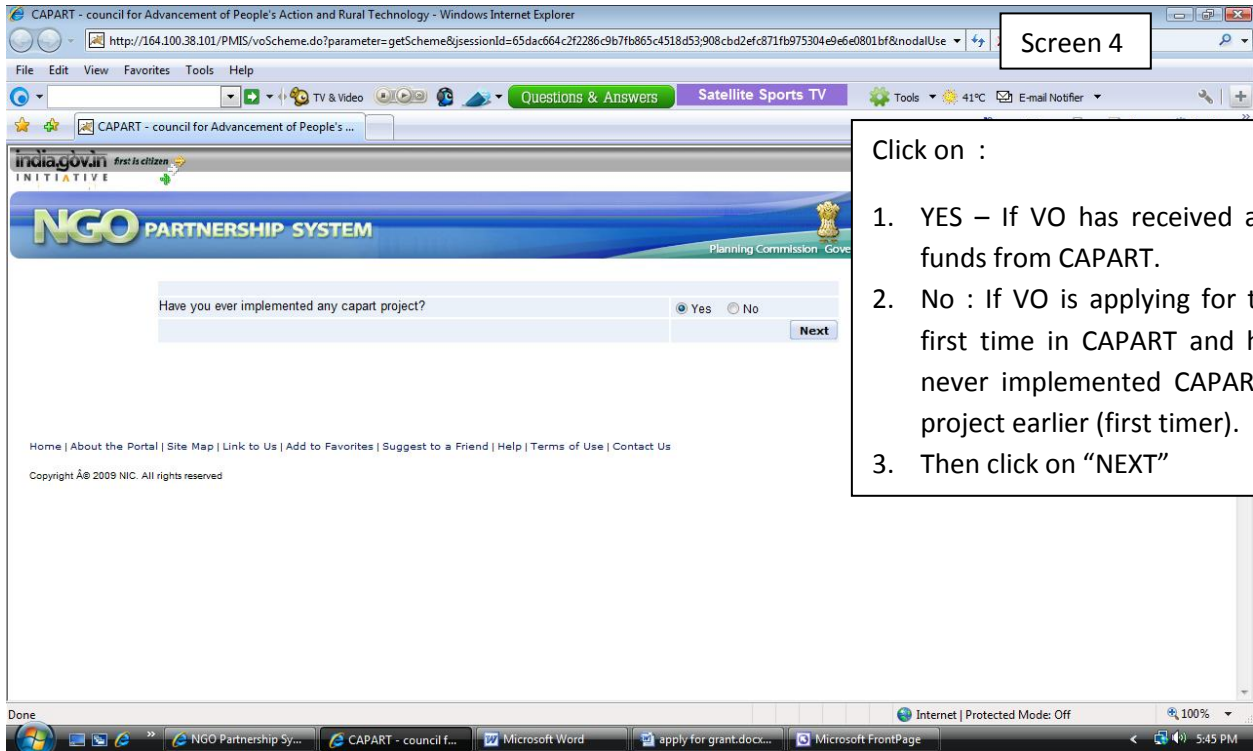 CAPART - council for Advancement of People's Action and Rural Technology - Windows Internet Explorer
Screen 4
http://164.100.38.101/PMIS/voScheme.do?parameter=getScheme&jsessionId=65dac664c2f2286c9b7fb865c4518d53;908cbd2efc871fb975304e9e6e0801bf&nodalUse
File Edit View Favorites Tools Help
TV & Video Questions & Answers Satellite Sports TV Tools 41°C E-mail Notifier
CAPART - council for Advancement of People's ...
india.gov.in first is citizen
INITIATIVE
NGO PARTNERSHIP SYSTEM
Planning Commission Gove
Have you ever implemented any capart project? Yes No
Next
Click on :
1. YES – If VO has received a
funds from CAPART.
2. No : If VO is applying for t
first time in CAPART and h
never implemented CAPAR
project earlier (first timer).
3. Then click on “NEXT”
Home | About the Portal | Site Map | Link to Us | Add to Favorites | Suggest to a Friend | Help | Terms of Use | Contact Us
Copyright Â® 2009 NIC. All rights reserved
Done Internet | Protected Mode: Off 100%
NGO Partnership Sy... CAPART - council f... Microsoft Word apply for grant.docx... Microsoft FrontPage 5:45 PM